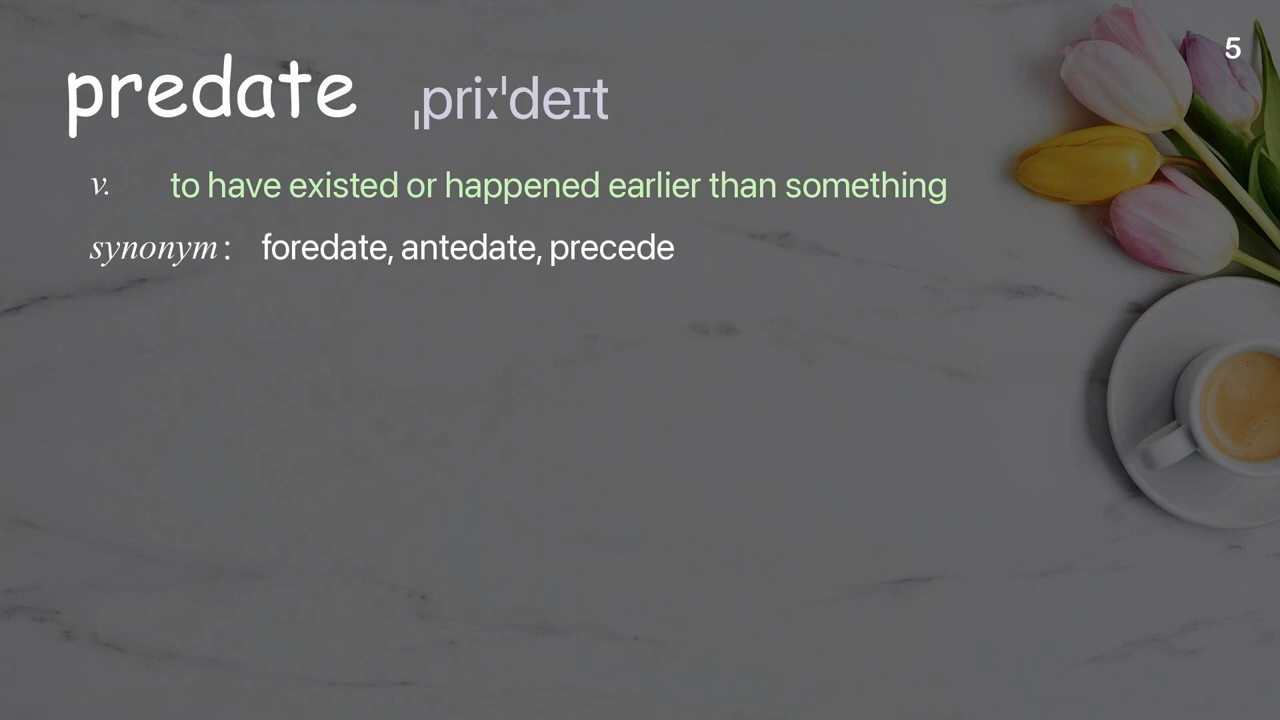 5
predate ˌpriːˈdeɪt
v. to have existed or happened earlier than something
synonym: foredate, antedate, precede